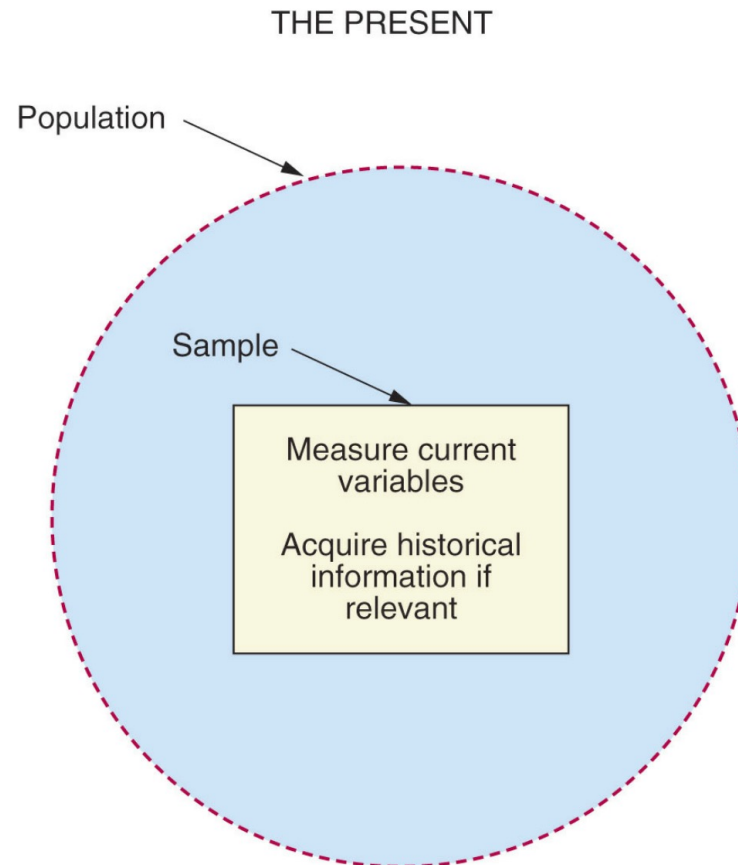 THE PRESENT
Population
Sample
Measure current
variables
Acquire historical
information if
relevant